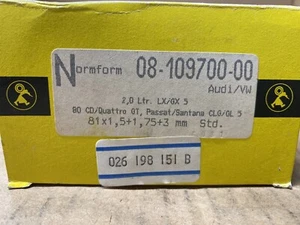 Normform 08-109700-00
Audi/VW
2,0 Ltr. LX/GX 5
80 CD/Quattro GT, Passat/Santana CLG/GL 5
81x1,5+1,75+3 mm Std.
026 198 151 B